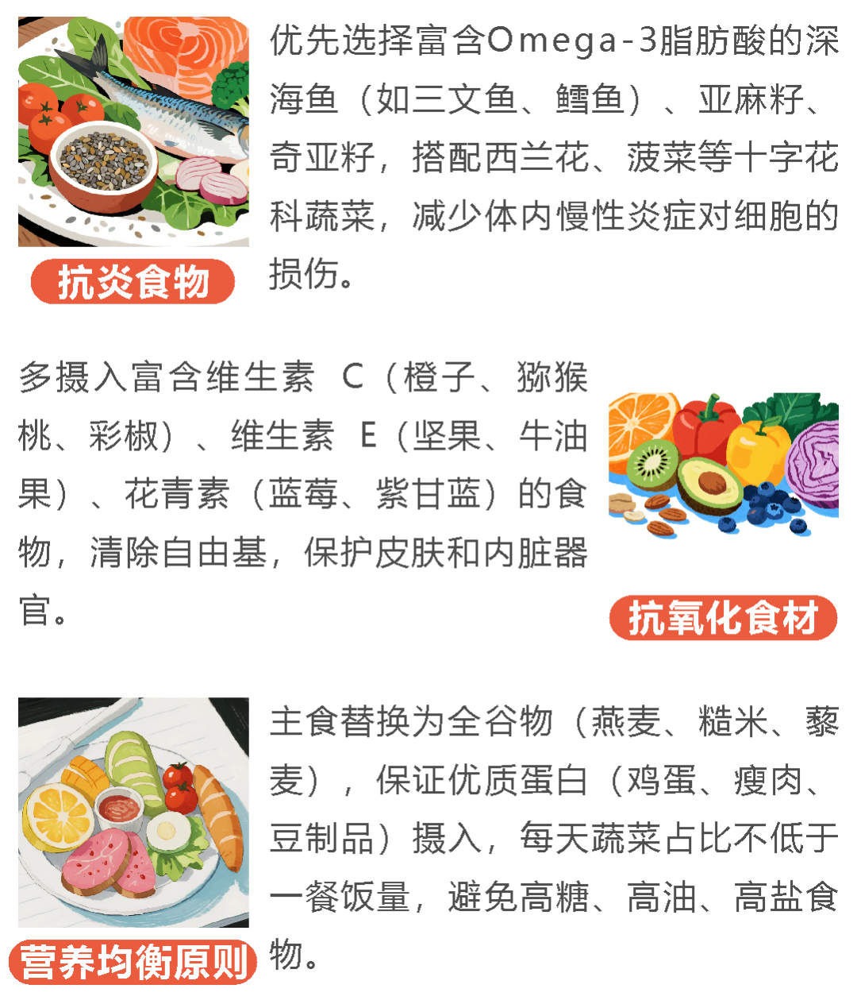 优先选择富含Omega-3脂肪酸的深
海鱼（如三文鱼、鳕鱼）、亚麻籽、
奇亚籽，搭配西兰花、菠菜等十字花
科蔬菜，减少体内慢性炎症对细胞的
损伤。
抗炎食物
多摄入富含维生素 C（橙子、猕猴
桃、彩椒）、维生素 E（坚果、牛油
果）、花青素（蓝莓、紫甘蓝）的食
物，清除自由基，保护皮肤和内脏器
官。
抗氧化食材
主食替换为全谷物（燕麦、糙米、藜
麦），保证优质蛋白（鸡蛋、瘦肉、
豆制品）摄入，每天蔬菜占比不低于
一餐饭量，避免高糖、高油、高盐食
物。
营养均衡原则